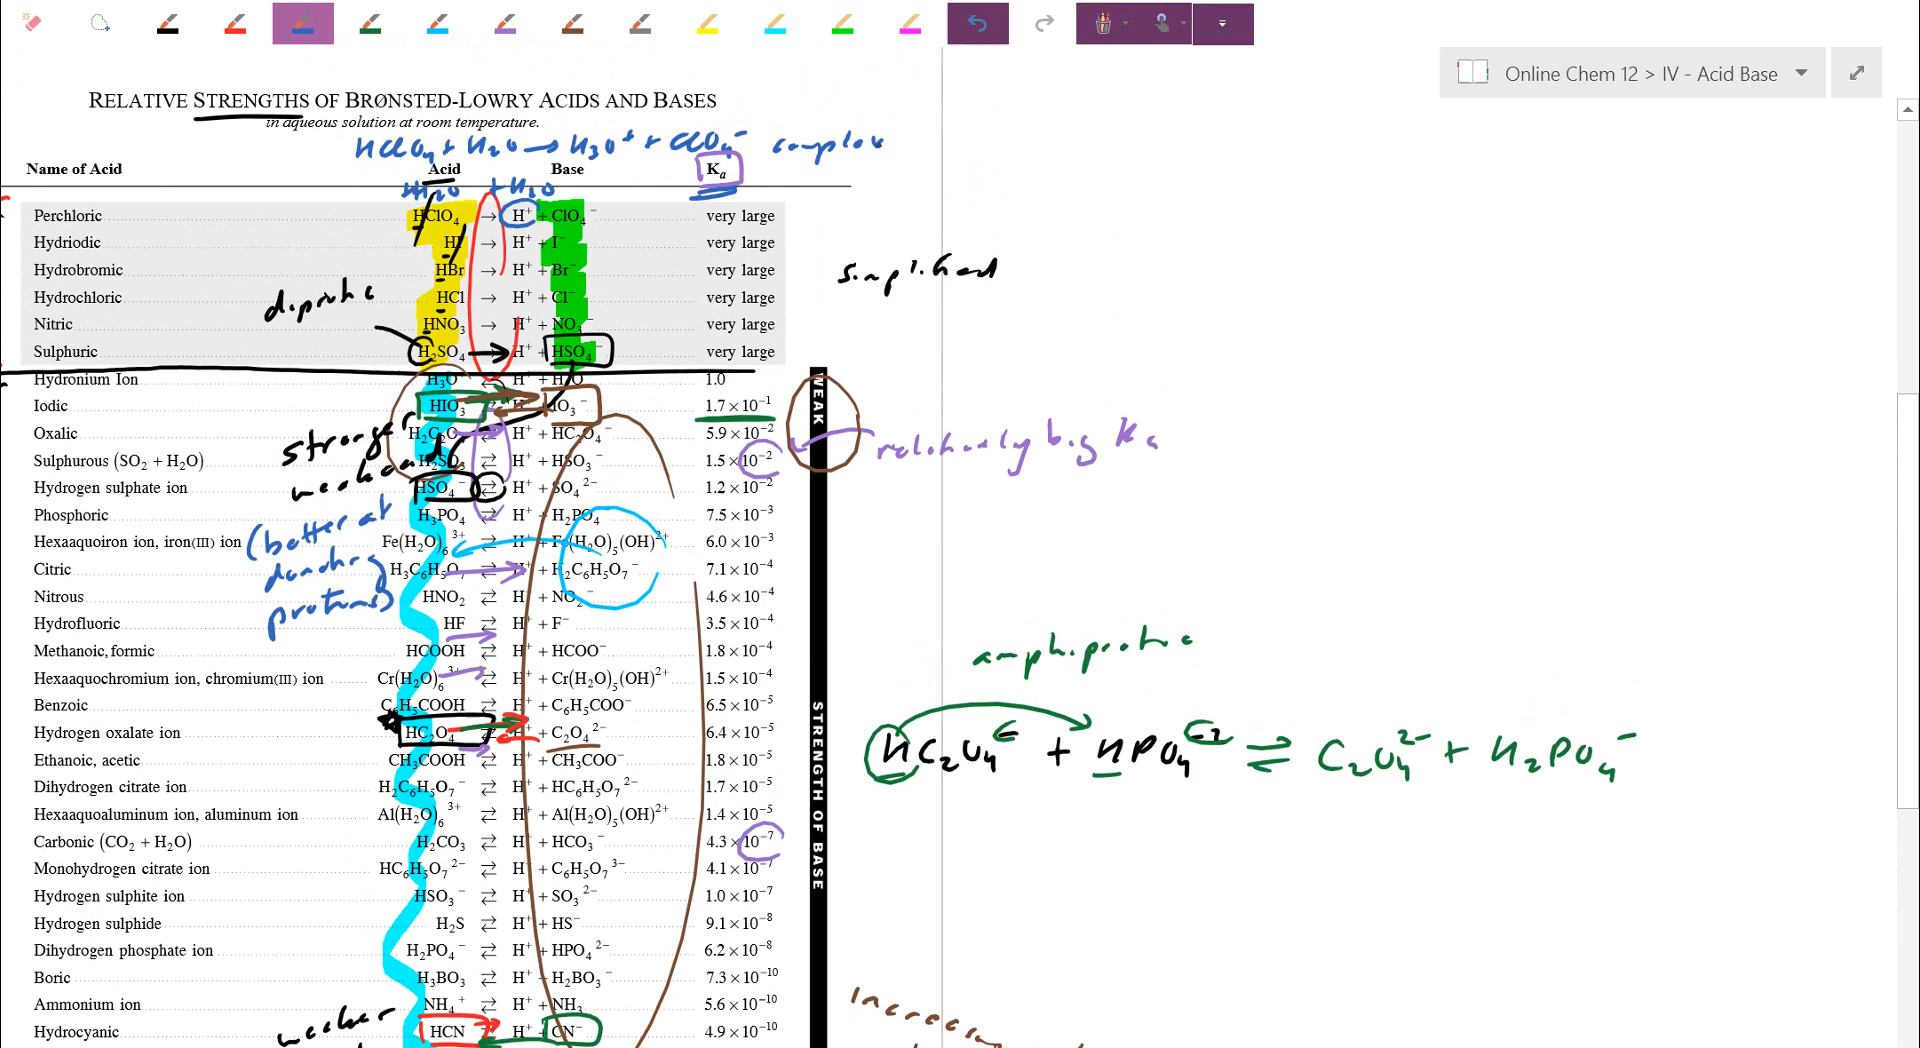 Online Chem 12 > IV - Acid Base
RELATIVE STRENGTHS OF BRØNSTED-LOWRY ACIDS AND BASES
in aqueous solution at room temperature.
HClO₄ + H₂O → H₃O⁺ + ClO₄⁻
Name of Acid Acid Base Kₐ
+ H₂O
Perchloric HClO₄ → H⁺ + ClO₄⁻ very large
Hydriodic HI → H⁺ + I⁻ very large
Hydrobromic HBr → H⁺ + Br⁻ very large
simplified
Hydrochloric HCl → H⁺ + Cl⁻ very large
diprotic
Nitric HNO₃ → H⁺ + NO₃⁻ very large
Sulphuric H₂SO₄ → H⁺ + HSO₄⁻ very large
Hydronium Ion H₃O⁺ ⇄ H⁺ + H₂O 1.0
Iodic HIO₃ ⇄ H⁺ + IO₃⁻ 1.7 × 10⁻¹
WEAK
Oxalic H₂C₂O₄ ⇄ H⁺ + HC₂O₄⁻ 5.9 × 10⁻²
relatively big Ka
stronger
Sulphurous (SO₂ + H₂O) H₂SO₃ ⇄ H⁺ + HSO₃⁻ 1.5 × 10⁻²
weak acid
Hydrogen sulphate ion HSO₄⁻ ⇄ H⁺ + SO₄²⁻ 1.2 × 10⁻²
Phosphoric H₃PO₄ ⇄ H⁺ + H₂PO₄⁻ 7.5 × 10⁻³
(better at
Hexaaquoiron ion, iron(III) ion Fe(H₂O)₆³⁺ ⇄ H⁺ + Fe(H₂O)₅(OH)²⁺ 6.0 × 10⁻³
donating
Citric H₃C₆H₅O₇ ⇄ H⁺ + H₂C₆H₅O₇⁻ 7.1 × 10⁻⁴
protons)
Nitrous HNO₂ ⇄ H⁺ + NO₂⁻ 4.6 × 10⁻⁴
Hydrofluoric HF ⇄ H⁺ + F⁻ 3.5 × 10⁻⁴
Methanoic, formic HCOOH ⇄ H⁺ + HCOO⁻ 1.8 × 10⁻⁴
amphiprotic
Hexaaquochromium ion, chromium(III) ion Cr(H₂O)₆³⁺ ⇄ H⁺ + Cr(H₂O)₅(OH)²⁺ 1.5 × 10⁻⁴
Benzoic C₆H₅COOH ⇄ H⁺ + C₆H₅COO⁻ 6.5 × 10⁻⁵
Hydrogen oxalate ion HC₂O₄⁻ ⇄ H⁺ + C₂O₄²⁻ 6.4 × 10⁻⁵
HC₂O₄⁻ + HPO₄⁻² ⇌ C₂O₄²⁻ + H₂PO₄⁻
Ethanoic, acetic CH₃COOH ⇄ H⁺ + CH₃COO⁻ 1.8 × 10⁻⁵
Dihydrogen citrate ion H₂C₆H₅O₇⁻ ⇄ H⁺ + HC₆H₅O₇²⁻ 1.7 × 10⁻⁵
STRENGTH OF BASE
Hexaaquoaluminum ion, aluminum ion Al(H₂O)₆³⁺ ⇄ H⁺ + Al(H₂O)₅(OH)²⁺ 1.4 × 10⁻⁵
Carbonic (CO₂ + H₂O) H₂CO₃ ⇄ H⁺ + HCO₃⁻ 4.3 × 10⁻⁷
Monohydrogen citrate ion HC₆H₅O₇²⁻ ⇄ H⁺ + C₆H₅O₇³⁻ 4.1 × 10⁻⁷
Hydrogen sulphite ion HSO₃⁻ ⇄ H⁺ + SO₃²⁻ 1.0 × 10⁻⁷
Hydrogen sulphide H₂S ⇄ H⁺ + HS⁻ 9.1 × 10⁻⁸
Dihydrogen phosphate ion H₂PO₄⁻ ⇄ H⁺ + HPO₄²⁻ 6.2 × 10⁻⁸
Boric H₃BO₃ ⇄ H⁺ + H₂BO₃⁻ 7.3 × 10⁻¹⁰
Ammonium ion NH₄⁺ ⇄ H⁺ + NH₃ 5.6 × 10⁻¹⁰
weaker
Hydrocyanic HCN ⇄ H⁺ + CN⁻ 4.9 × 10⁻¹⁰